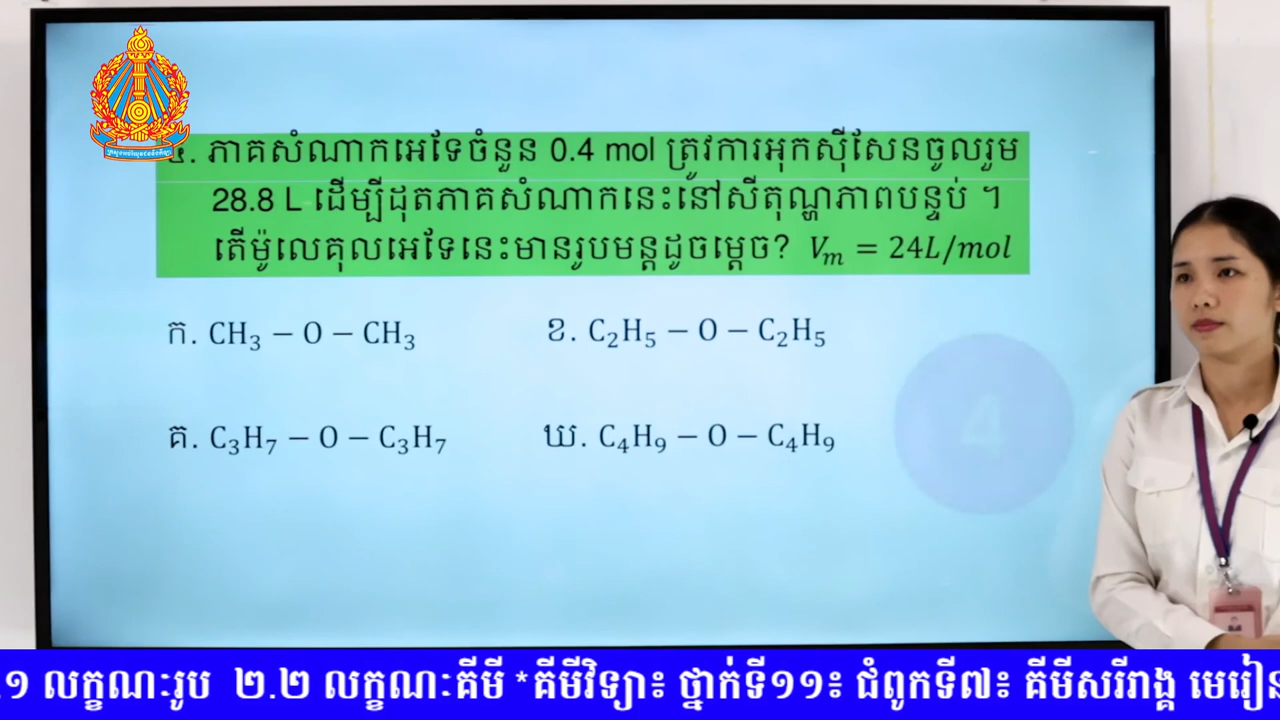 ភាគសំណាកអេទែចំនួន 0.4 mol ត្រូវការអុកស៊ីសែនចូលរួម
28.8 L ដើម្បីដុតភាគសំណាកនេះនៅសីតុណ្ហភាពបន្ទប់ ។
តើម៉ូលេគុលអេទែនេះមានរូបមន្តដូចម្ដេច? Vₘ = 24L/mol
ក. CH₃ − O − CH₃
ខ. C₂H₅ − O − C₂H₅
គ. C₃H₇ − O − C₃H₇
ឃ. C₄H₉ − O − C₄H₉
4
.១ លក្ខណៈរូប ២.២ លក្ខណៈគីមី *គីមីវិទ្យា៖ ថ្នាក់ទី១១៖ ជំពូកទី៧៖ គីមីសរីរាង្គ មេរៀន